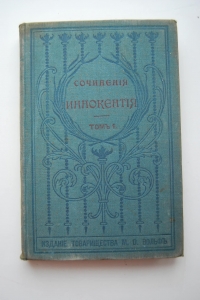 СОЧИНЕНІЯ
ИННОКЕНТІЯ
ТОМЪ V.
ИЗДАНІЕ ТОВАРИЩЕСТВА М. О. ВОЛЬФЪ